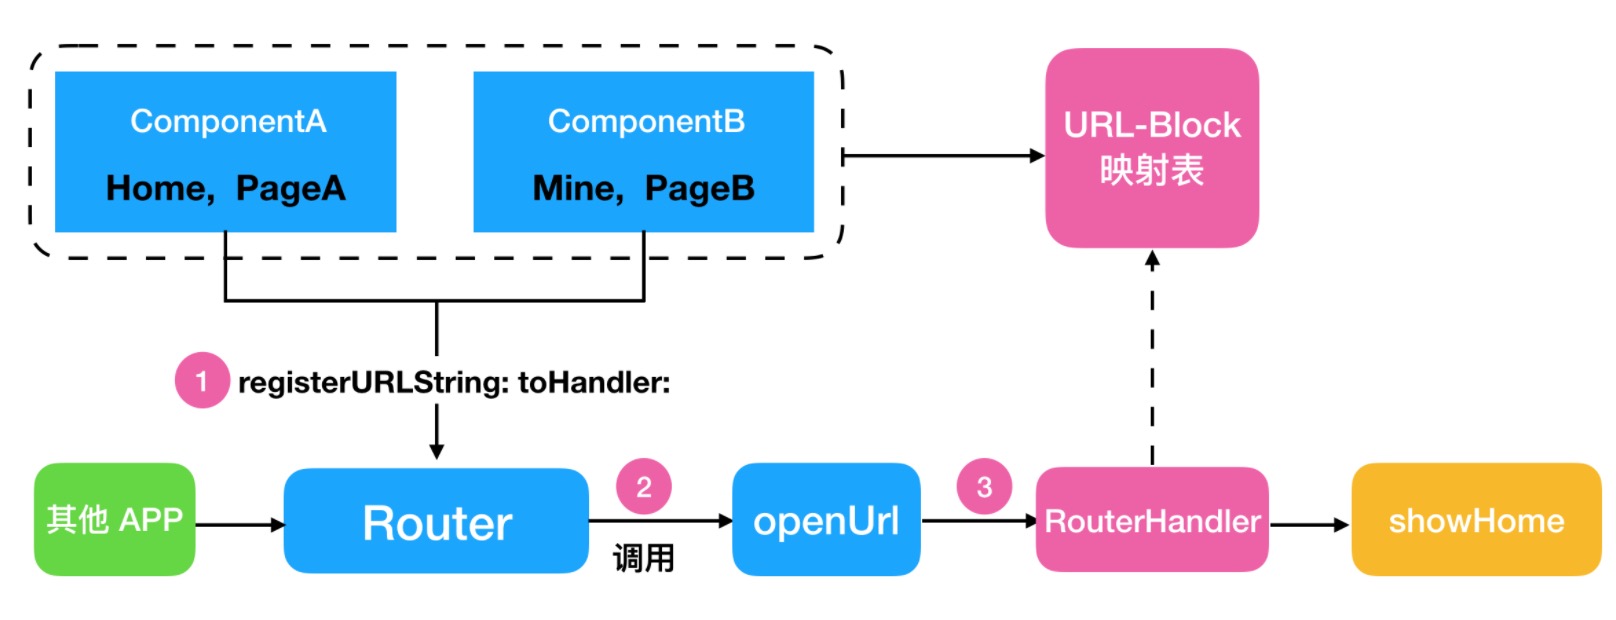 ComponentA
Home, PageA
ComponentB
Mine, PageB
URL-Block
映射表
1
registerURLString: toHandler:
其他 APP
Router
2
调用
openUrl
3
RouterHandler
showHome